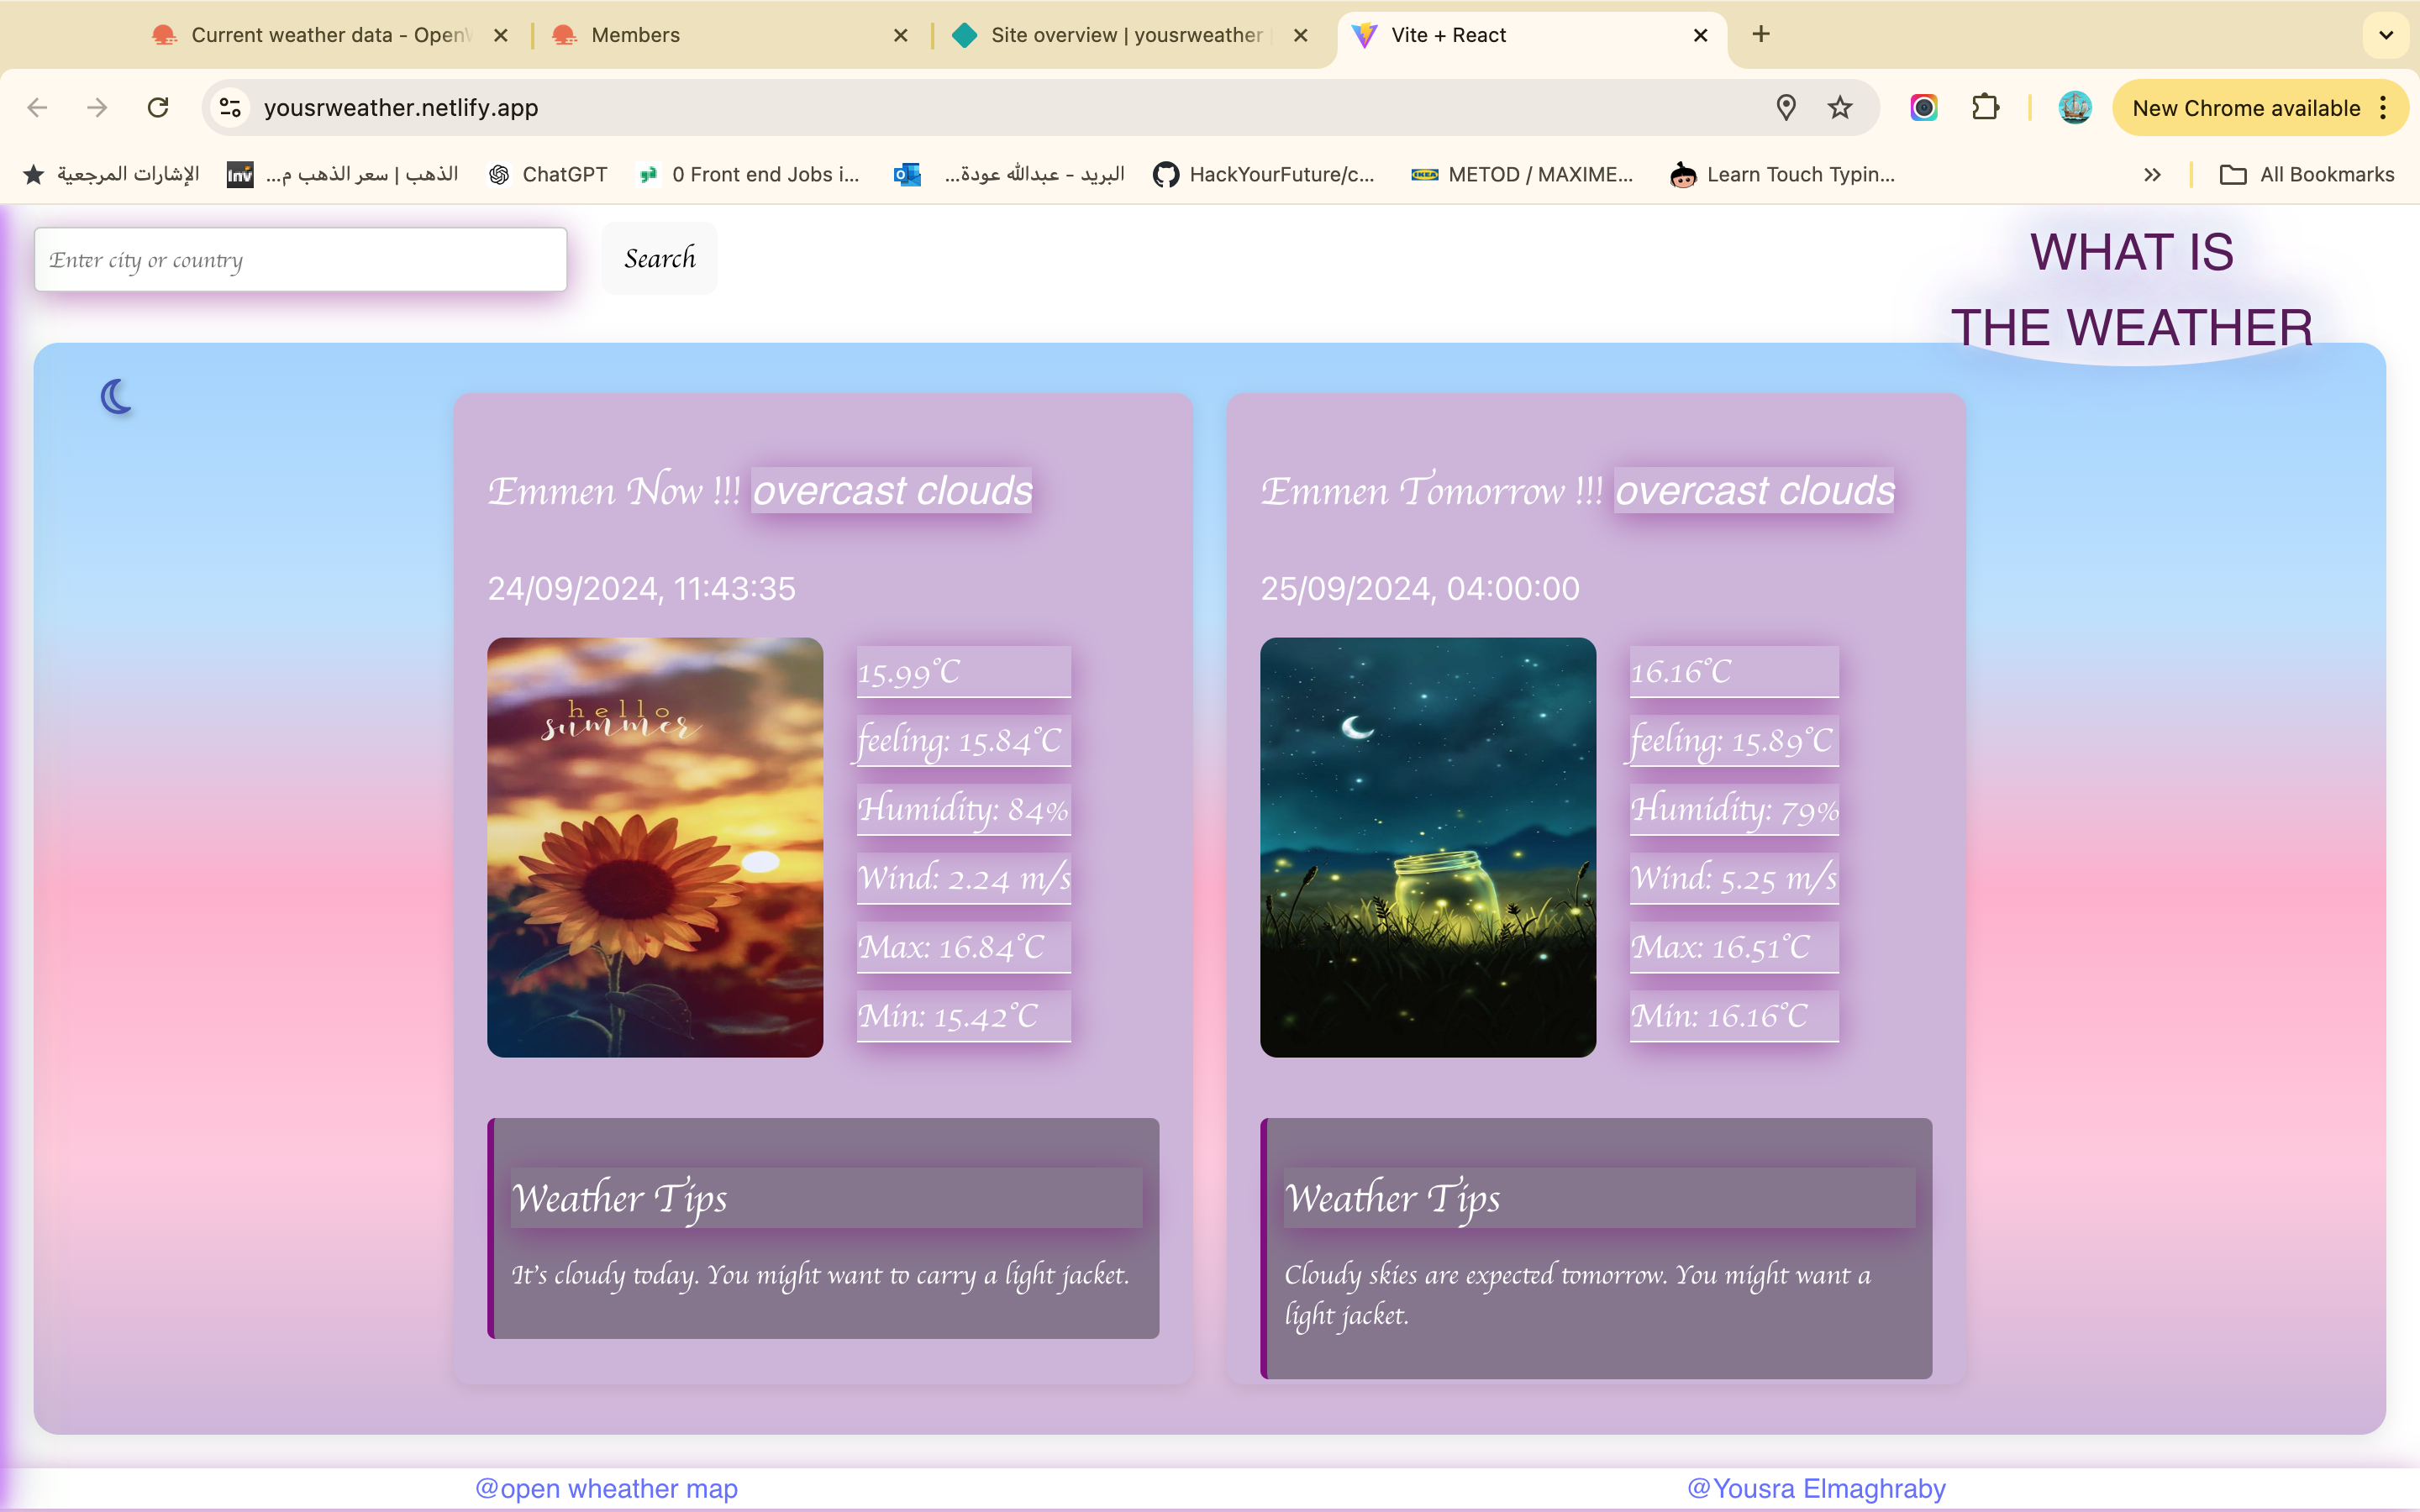 Current weather data - Open
Members
Site overview | yousrweather
Vite + React
yousrweather.netlify.app
New Chrome available
الإشارات المرجعية
Inv
الذهب | سعر الذهب م...
ChatGPT
0 Front end Jobs i...
البريد - عبدالله عودة...
HackYourFuture/c...
IKEA
METOD / MAXIME...
Learn Touch Typin...
All Bookmarks
Enter city or country
Search
WHAT IS
THE WEATHER
Emmen Now !!! overcast clouds
24/09/2024, 11:43:35
hello
summer
15.99°C
feeling: 15.84°C
Humidity: 84%
Wind: 2.24 m/s
Max: 16.84°C
Min: 15.42°C
Weather Tips
It's cloudy today. You might want to carry a light jacket.
Emmen Tomorrow !!! overcast clouds
25/09/2024, 04:00:00
16.16°C
feeling: 15.89°C
Humidity: 79%
Wind: 5.25 m/s
Max: 16.51°C
Min: 16.16°C
Weather Tips
Cloudy skies are expected tomorrow. You might want a
light jacket.
@open wheather map
@Yousra Elmaghraby